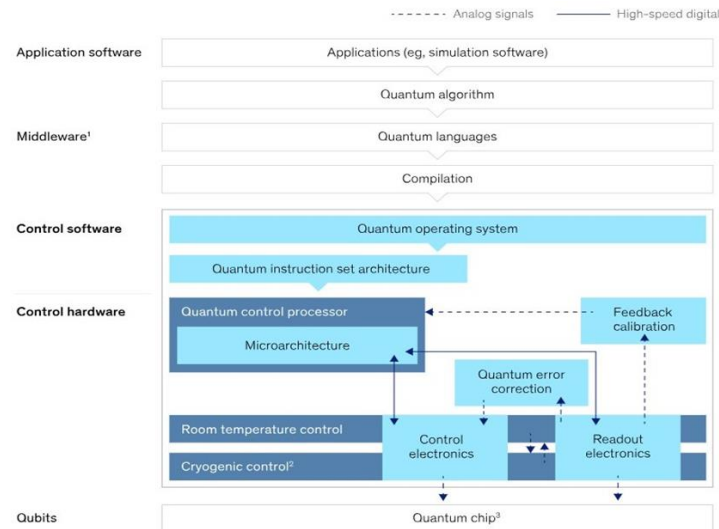 Analog signals
High-speed digital
Application software
Applications (eg, simulation software)
Quantum algorithm
Middleware¹
Quantum languages
Compilation
Control software
Quantum operating system
Quantum instruction set architecture
Control hardware
Quantum control processor
Feedback
calibration
Microarchitecture
Quantum error
correction
Room temperature control
Control
electronics
Readout
electronics
Cryogenic control²
Qubits
Quantum chip³